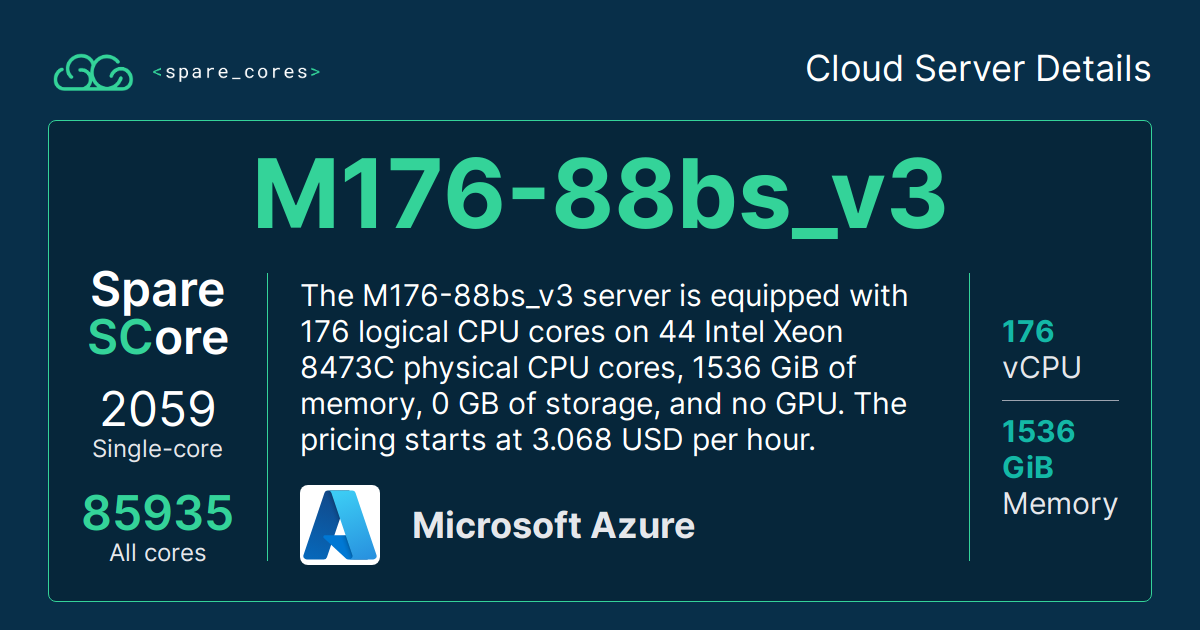 <spare_cores>
Cloud Server Details
M176-88bs_v3
Spare
SCore
2059
Single-core
85935
All cores
The M176-88bs_v3 server is equipped with
176 logical CPU cores on 44 Intel Xeon
8473C physical CPU cores, 1536 GiB of
memory, 0 GB of storage, and no GPU. The
pricing starts at 3.068 USD per hour.
Microsoft Azure
176
vCPU
1536
GiB
Memory